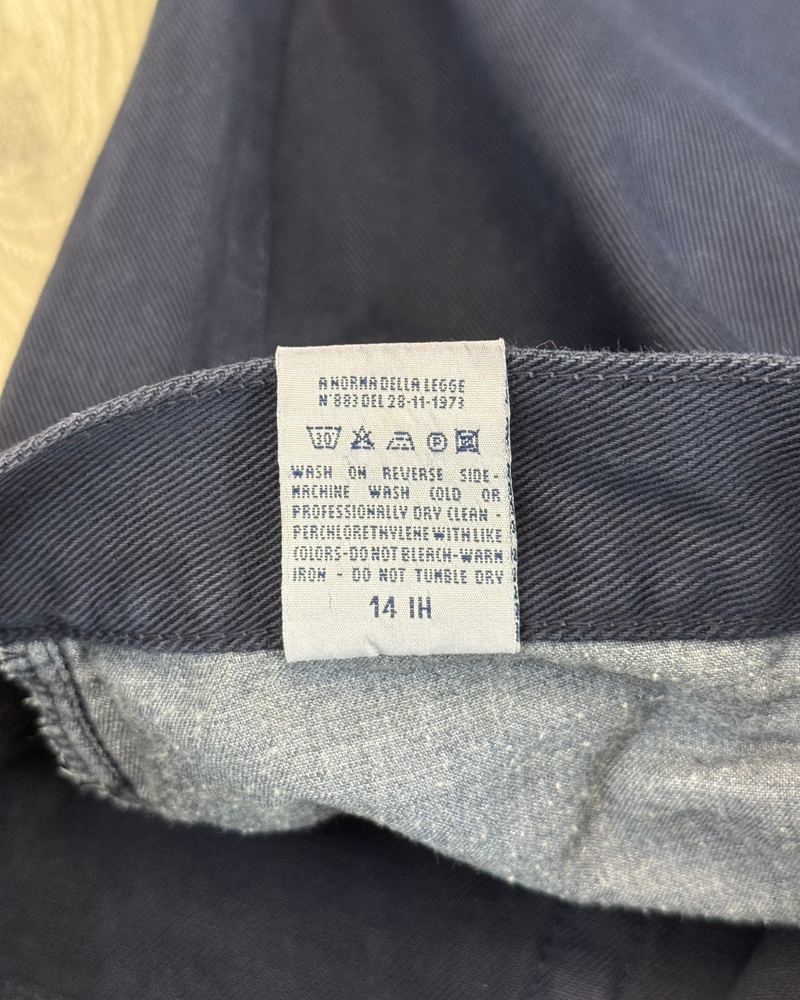 A NORMA DELLA LEGGE
N°883 DEL 28-11-1973
30 P
WASH ON REVERSE SIDE-
MACHINE WASH COLD OR
PROFESSIONALLY DRY CLEAN -
PERCHLORETHYLENE WITH LIKE
COLORS-DO NOT BLEACH-WARM
IRON - DO NOT TUMBLE DRY
14 IH